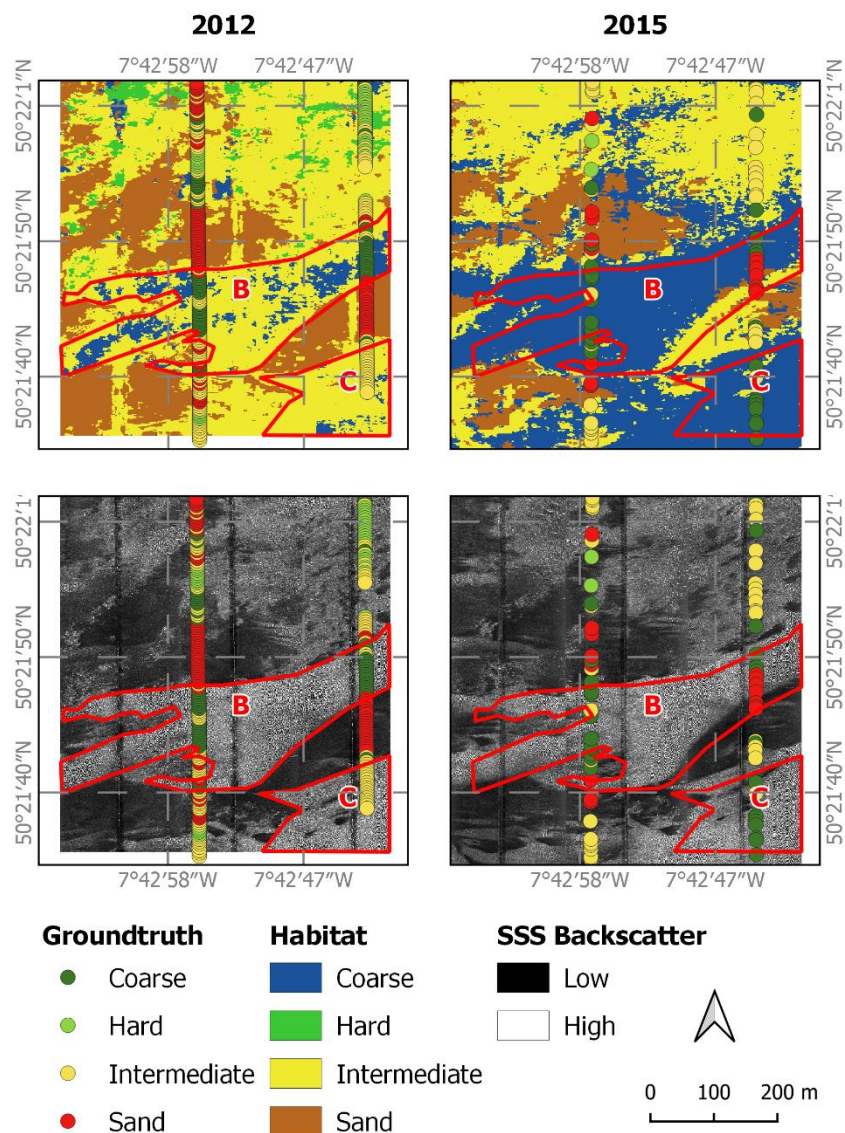 2012 2015
7°42'58"W 7°42'47"W 7°42'58"W 7°42'47"W
50°22'1"
50°21'50"N
50°21'40"N
B
C
50°22'1"
50°21'50"N
50°21'40"N
B
C
50°22'1"
50°21'50"N
50°21'40"N
B
C
50°22'1"
50°21'50"N
50°21'40"N
B
C
7°42'58"W 7°42'47"W 7°42'58"W 7°42'47"W
Groundtruth Habitat SSS Backscatter
Coarse Coarse Low
Hard Hard High
Intermediate Intermediate
Sand Sand
0 100 200 m